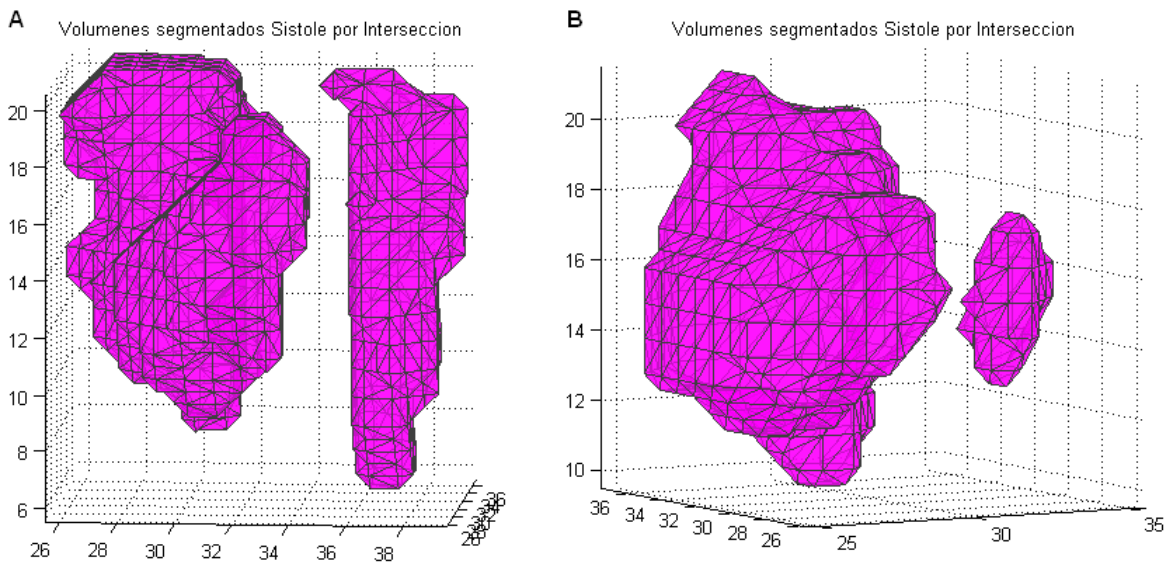 A
Volumenes segmentados Sistole por Interseccion
20
18
16
14
12
10
8
6
26 28 30 32 34 36 38
36
34
B
Volumenes segmentados Sistole por Interseccion
20
18
16
14
12
10
36 34 32 30 28 26
25 30 35